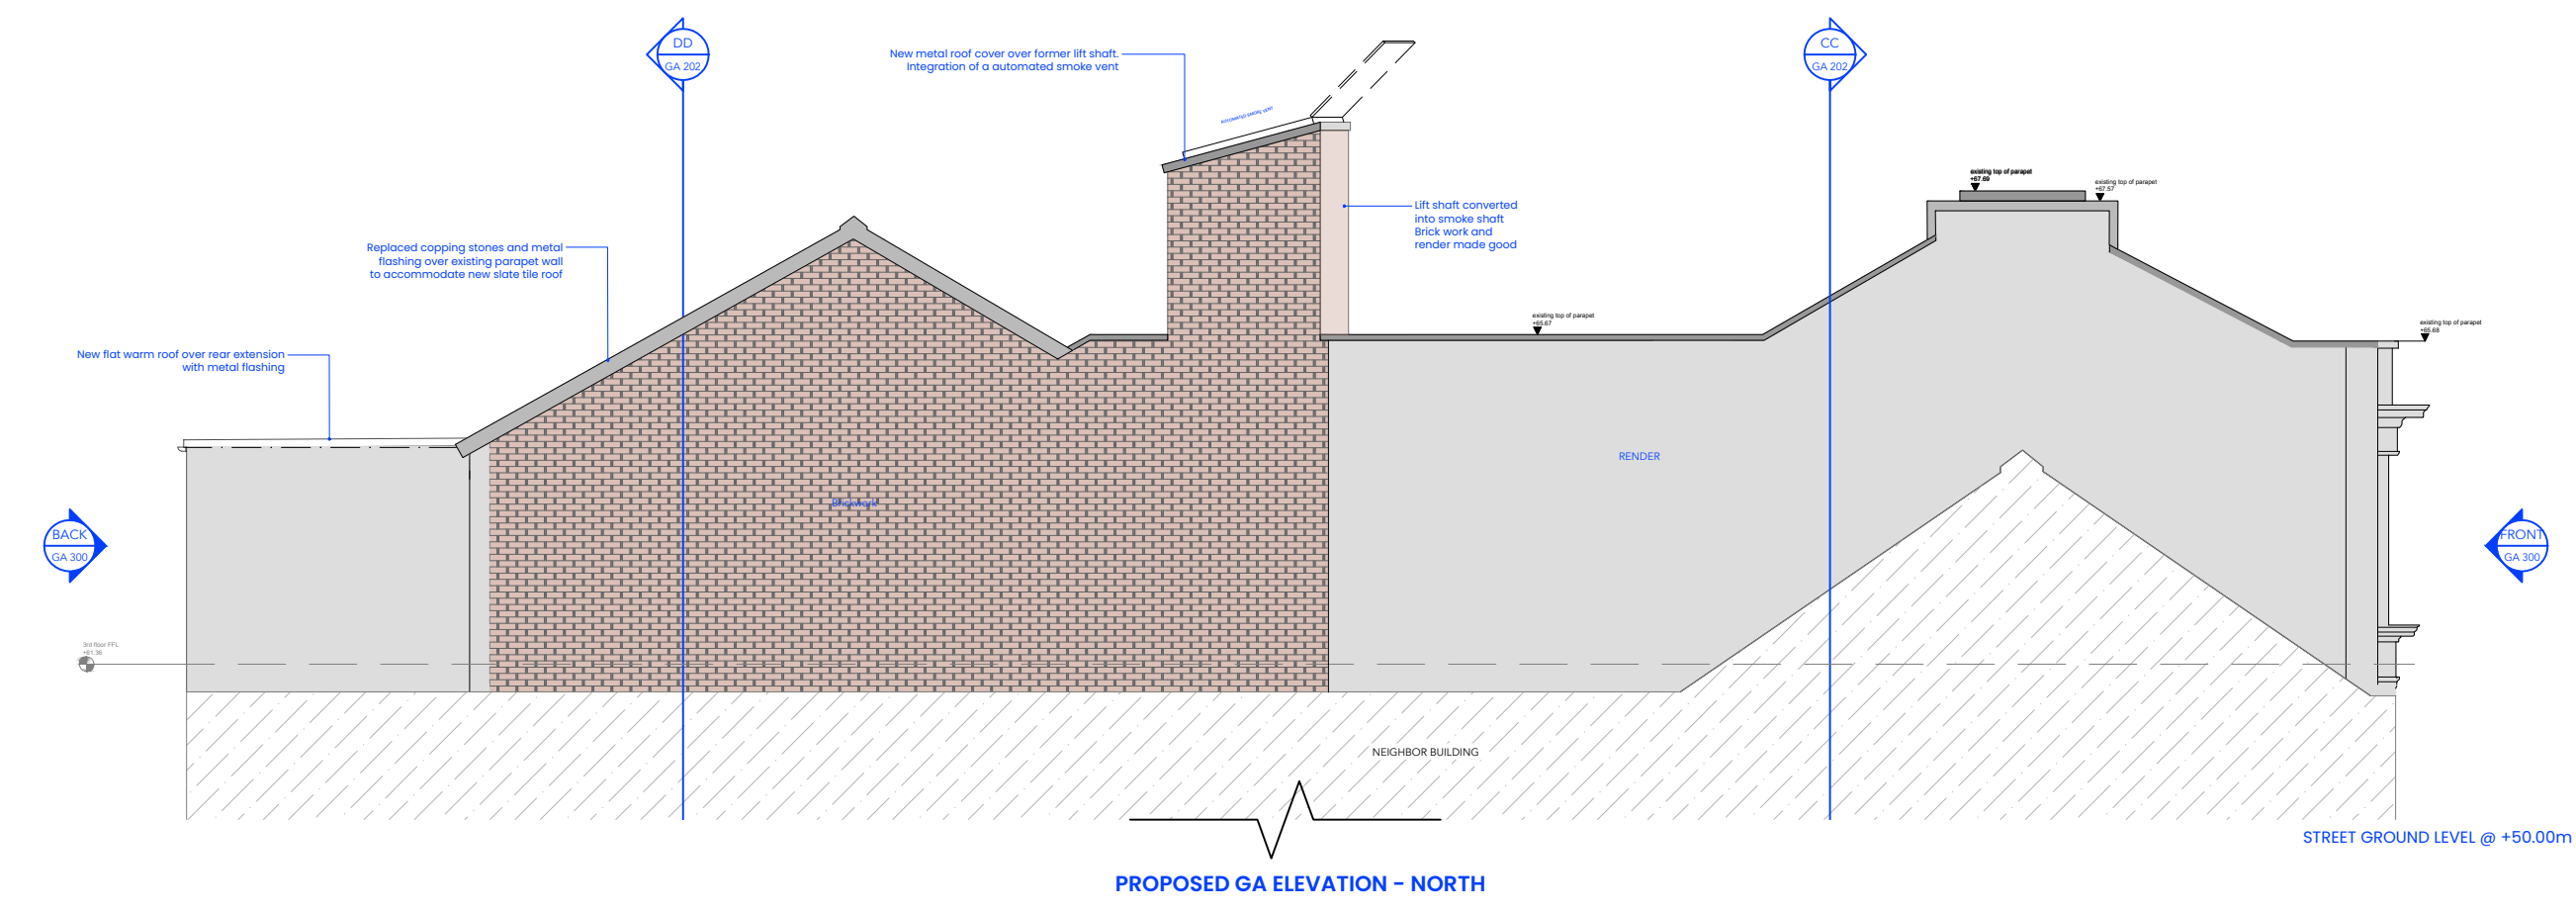 DD
GA 202
New metal roof cover over former lift shaft.
Integration of a automated smoke vent
CC
GA 202
AUTOMATED SMOKE VENT
existing top of parapet
+67.69
existing top of parapet
+67.57
Lift shaft converted
into smoke shaft
Brick work and
render made good
Replaced copping stones and metal
flashing over existing parapet wall
to accommodate new slate tile roof
existing top of parapet
+65.67
existing top of parapet
+65.68
New flat warm roof over rear extension
with metal flashing
RENDER
Brickwork
BACK
GA 300
FRONT
GA 300
3rd floor FFL
+61.36
NEIGHBOR BUILDING
STREET GROUND LEVEL @ +50.00m
PROPOSED GA ELEVATION - NORTH